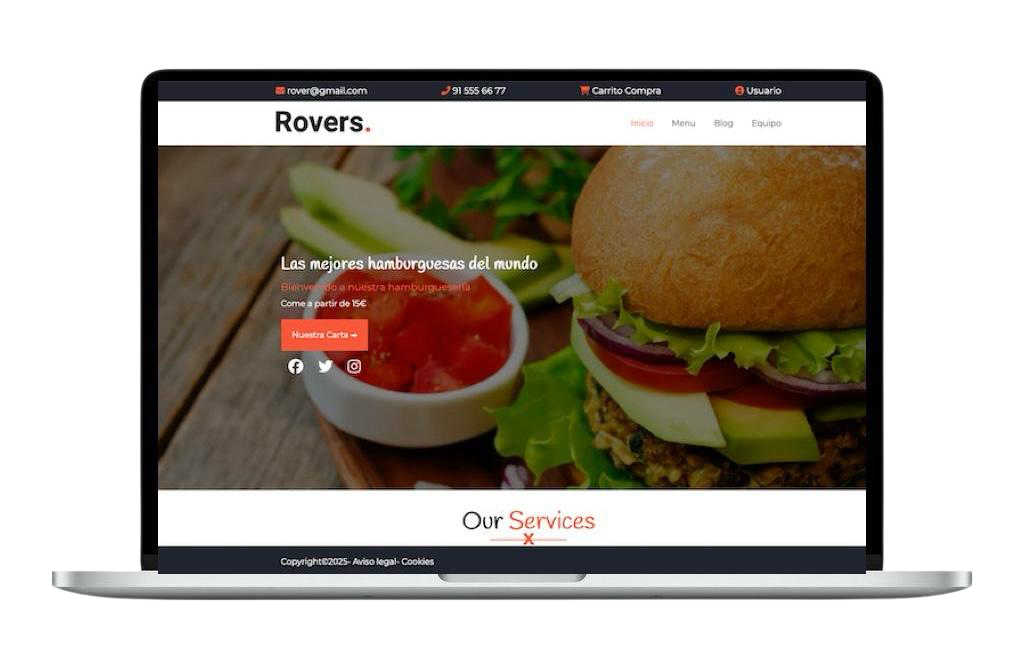 rover@gmail.com 91 555 66 77 Carrito Compra Usuario
Rovers. Inicio Menu Blog Equipo
Las mejores hamburguesas del mundo
Bienvenido a nuestra hamburguesería
Come a partir de 15€
Nuestra Carta ➞
Our Services
X
Copyright©2025- Aviso legal- Cookies